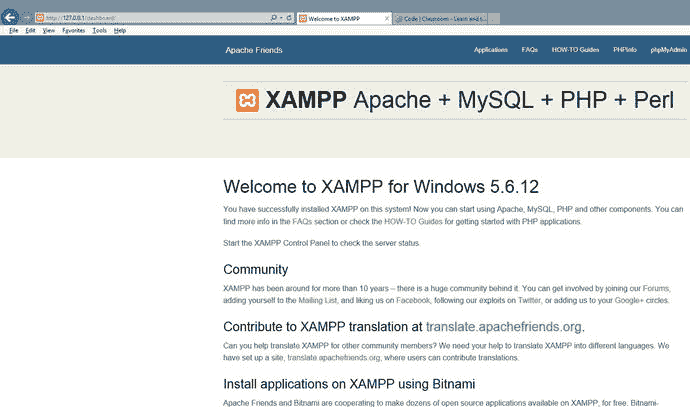 http://127.0.0.1/dashboard/
Welcome to XAMPP
Code | Classroom - Learn and t...
File Edit View Favorites Tools Help
Apache Friends
Applications FAQs HOW-TO Guides PHPInfo phpMyAdmin
XAMPP Apache + MySQL + PHP + Perl
Welcome to XAMPP for Windows 5.6.12
You have successfully installed XAMPP on this system! Now you can start using Apache, MySQL, PHP and other components. You can
find more info in the FAQs section or check the HOW-TO Guides for getting started with PHP applications.
Start the XAMPP Control Panel to check the server status.
Community
XAMPP has been around for more than 10 years – there is a huge community behind it. You can get involved by joining our Forums,
adding yourself to the Mailing List, and liking us on Facebook, following our exploits on Twitter, or adding us to your Google+ circles.
Contribute to XAMPP translation at translate.apachefriends.org.
Can you help translate XAMPP for other community members? We need your help to translate XAMPP into different languages. We
have set up a site, translate.apachefriends.org, where users can contribute translations.
Install applications on XAMPP using Bitnami
Apache Friends and Bitnami are cooperating to make dozens of open source applications available on XAMPP, for free. Bitnami-